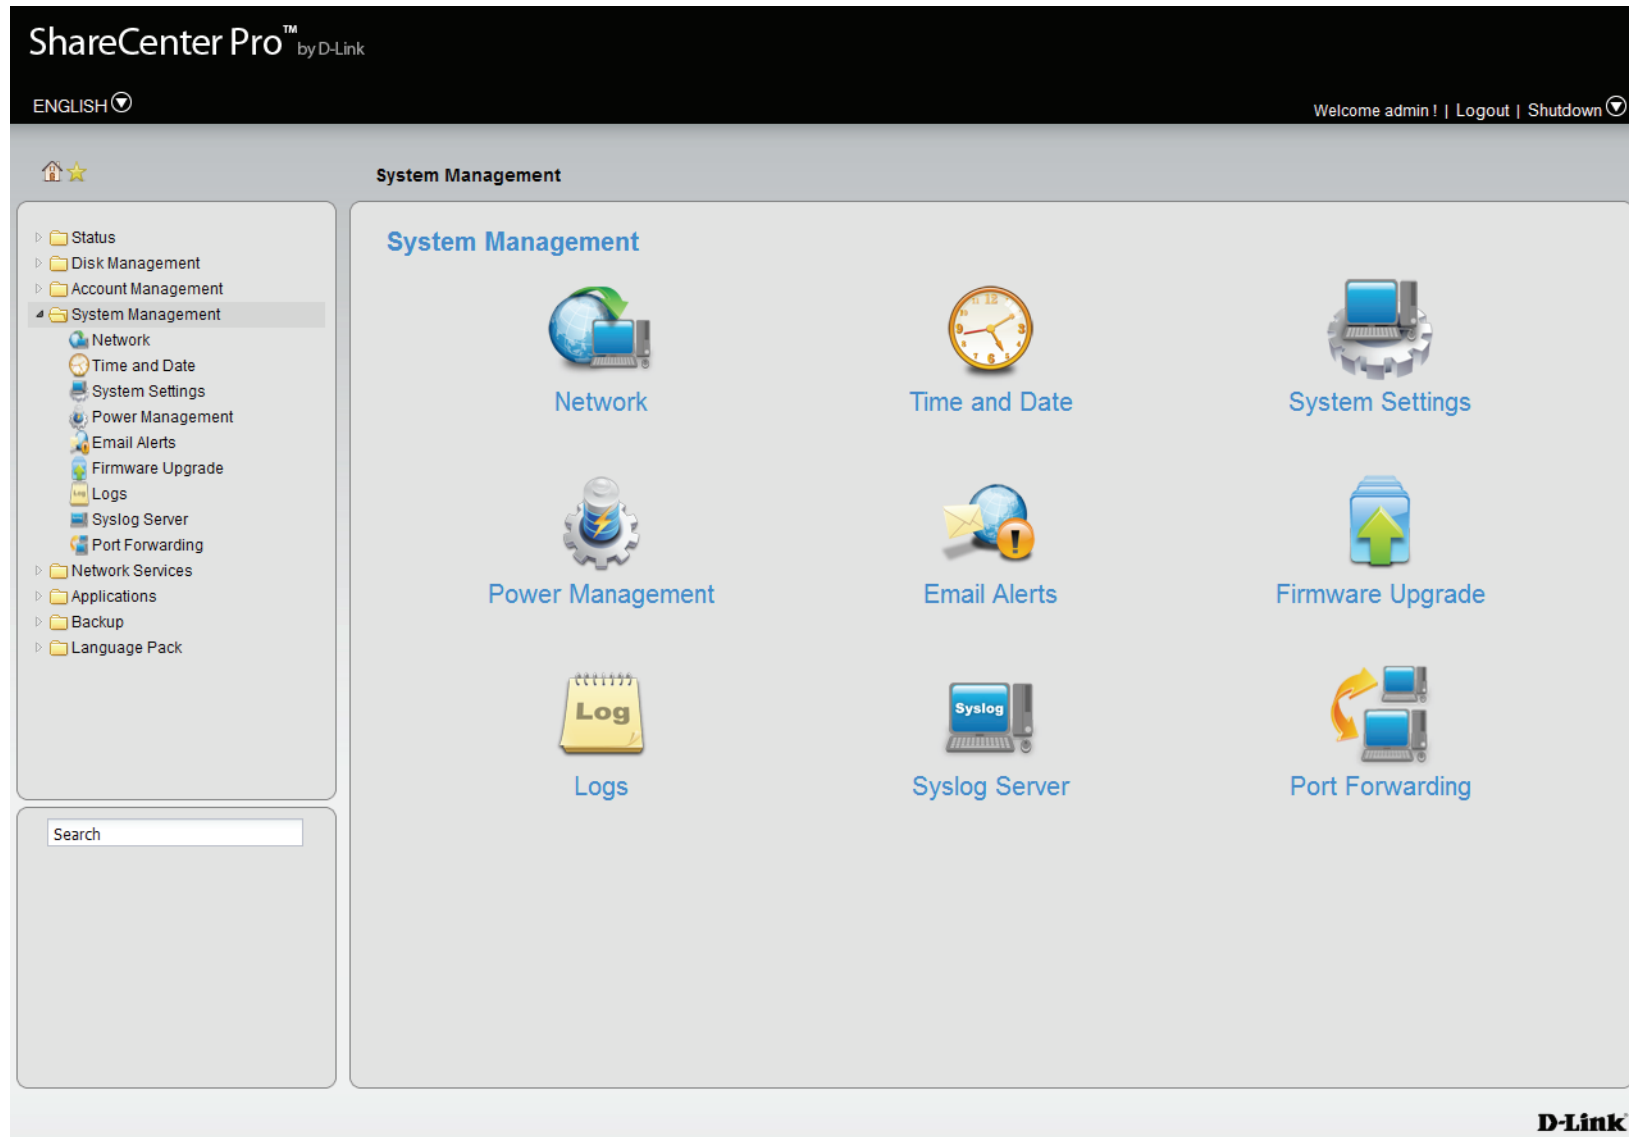 ShareCenter Pro™ by D-Link
ENGLISH
Welcome admin ! | Logout | Shutdown
System Management
Status
Disk Management
Account Management
System Management
Network
Time and Date
System Settings
Power Management
Email Alerts
Firmware Upgrade
Logs
Syslog Server
Port Forwarding
Network Services
Applications
Backup
Language Pack
Search
System Management
Network
Time and Date
System Settings
Power Management
Email Alerts
Firmware Upgrade
Log
Syslog
Logs
Syslog Server
Port Forwarding
D-Link